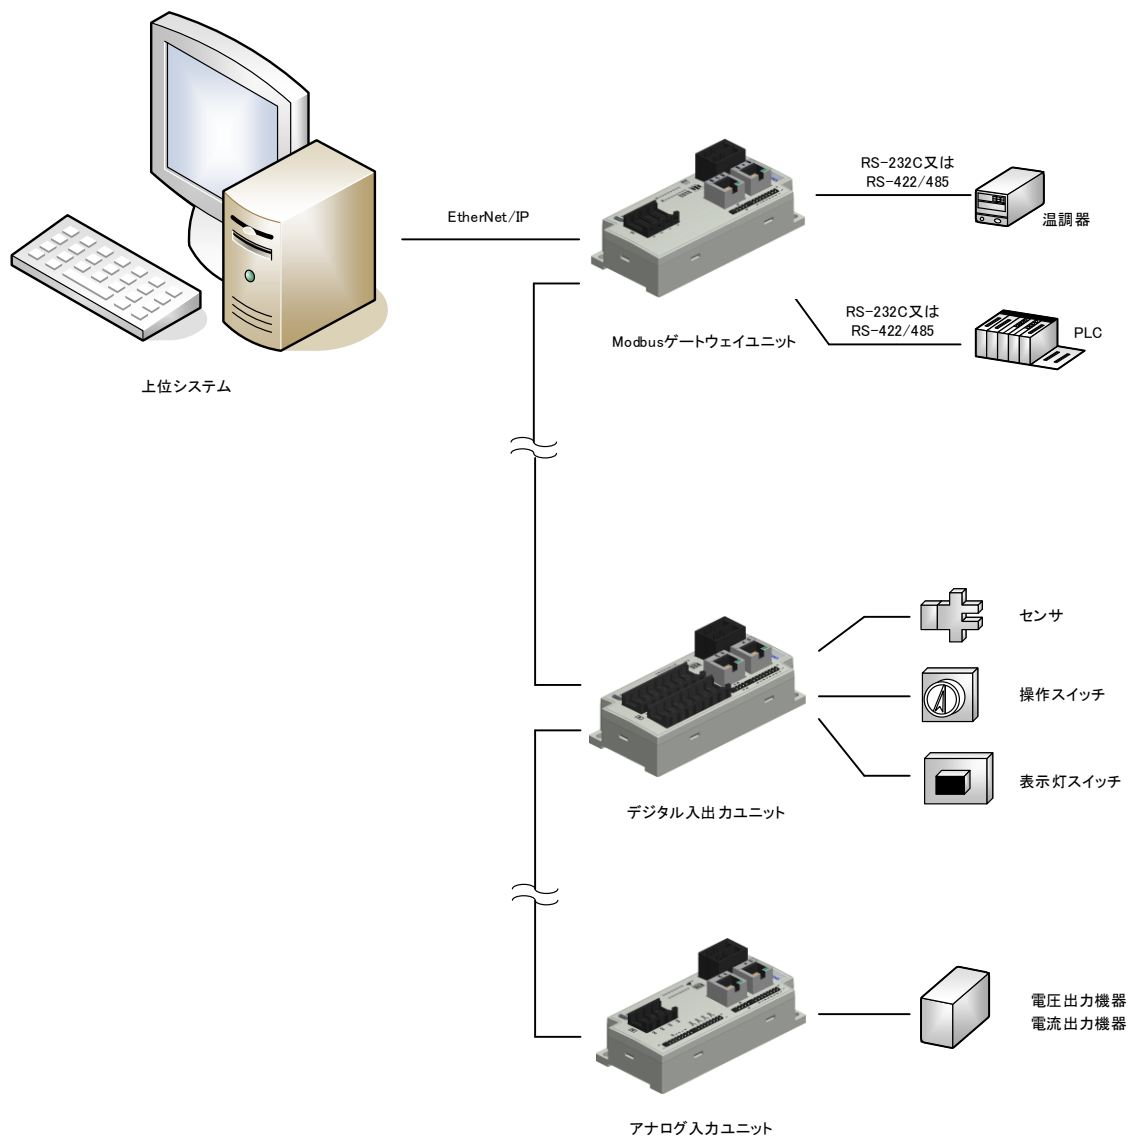 RS-232C又は
RS-422/485
温調器
EtherNet/IP
RS-232C又は
RS-422/485
PLC
Modbusゲートウェイユニット
上位システム
センサ
操作スイッチ
表示灯スイッチ
デジタル入出力ユニット
電圧出力機器
電流出力機器
アナログ入力ユニット